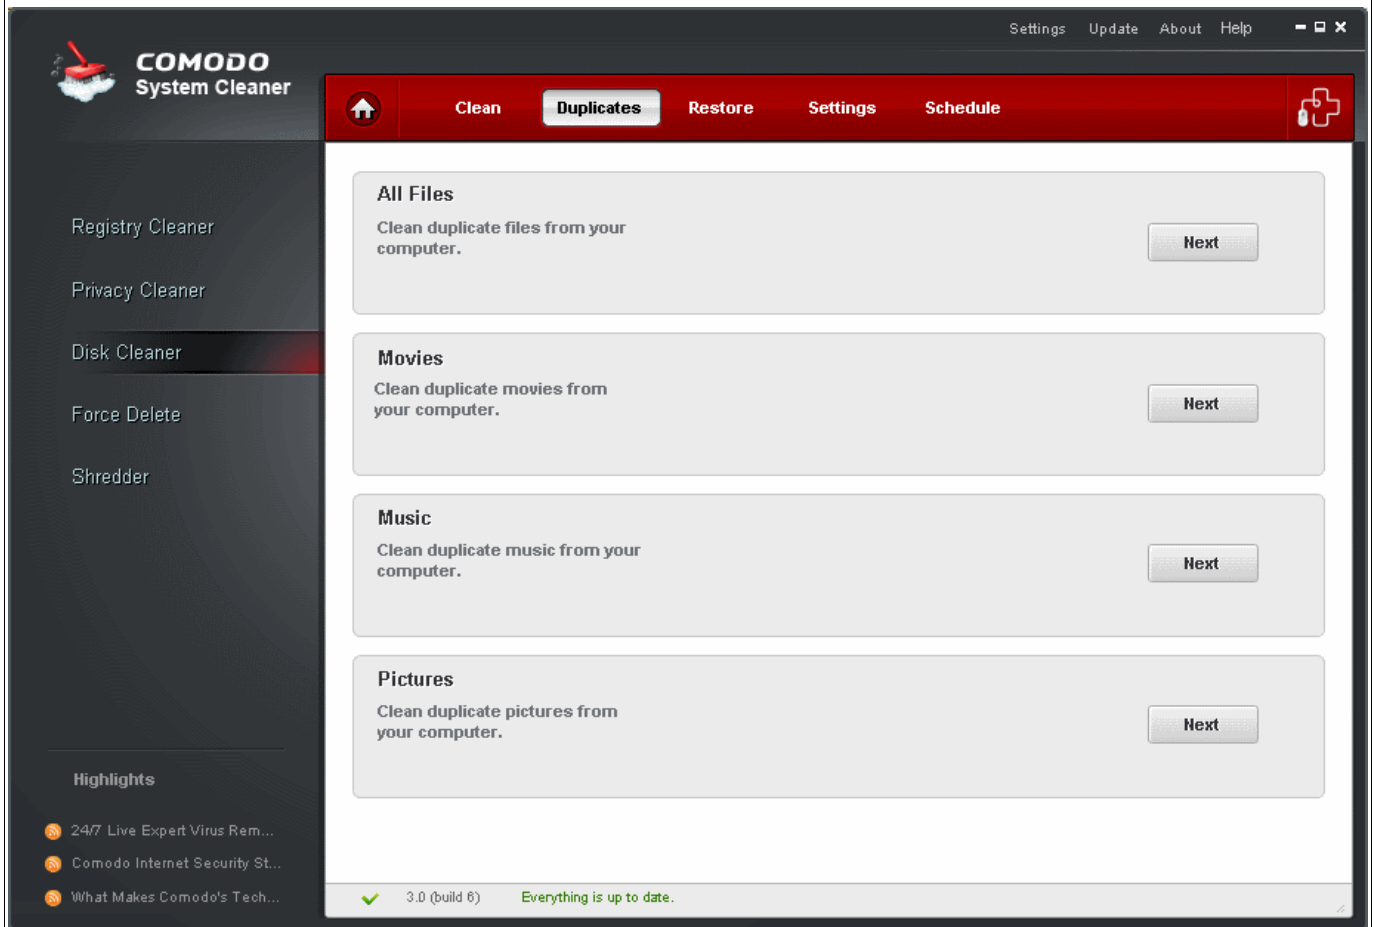 Settings Update About Help
COMODO
System Cleaner
Clean Duplicates Restore Settings Schedule
Registry Cleaner
Privacy Cleaner
Disk Cleaner
Force Delete
Shredder
All Files
Clean duplicate files from your
computer.
Next
Movies
Clean duplicate movies from
your computer.
Next
Music
Clean duplicate music from your
computer.
Next
Pictures
Clean duplicate pictures from
your computer.
Next
Highlights
24/7 Live Expert Virus Rem...
Comodo Internet Security St...
What Makes Comodo's Tech...
3.0 (build 6) Everything is up to date.